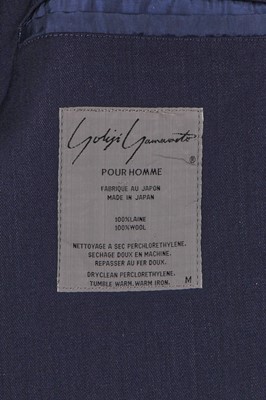 Yohji Yamamoto
®
POUR HOMME
FABRIQUE AU JAPON
MADE IN JAPAN
100%LAINE
100%WOOL
NETTOYAGE A SEC PERCHLORETHYLENE.
SECHAGE DOUX EN MACHINE.
REPASSER AU FER DOUX.
DRYCLEAN PERCLORETHYLENE.
TUMBLE WARM, WARM IRON. M